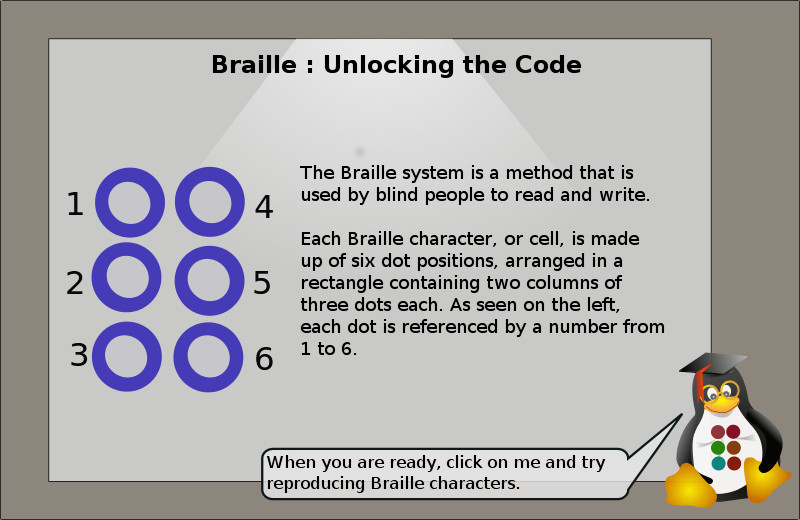 Braille : Unlocking the Code
1
4
2
5
3
6
The Braille system is a method that is
used by blind people to read and write.
Each Braille character, or cell, is made
up of six dot positions, arranged in a
rectangle containing two columns of
three dots each. As seen on the left,
each dot is referenced by a number from
1 to 6.
When you are ready, click on me and try
reproducing Braille characters.